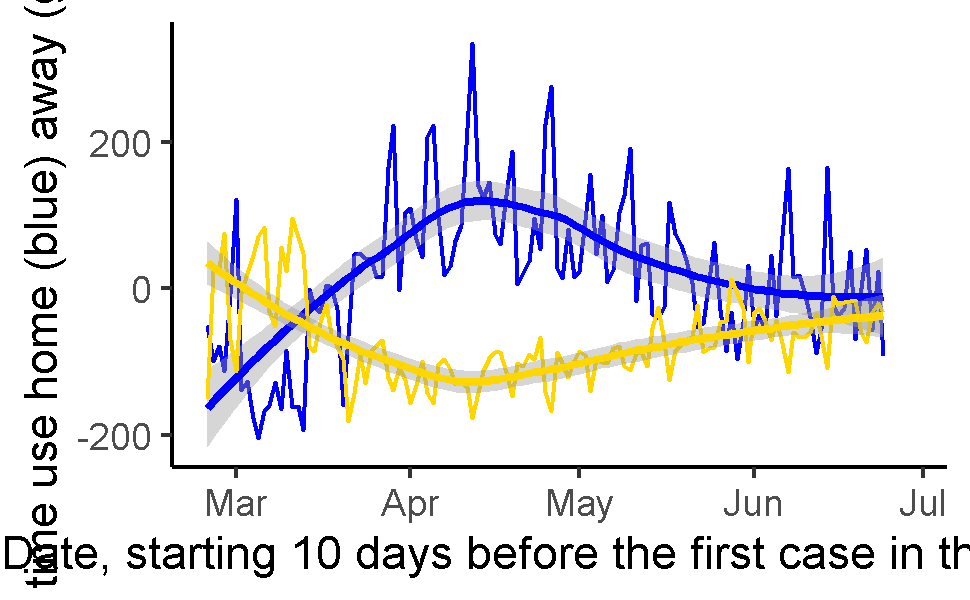 time use home (blue) away (
200
0
-200
Mar Apr May Jun Jul
Date, starting 10 days before the first case in th